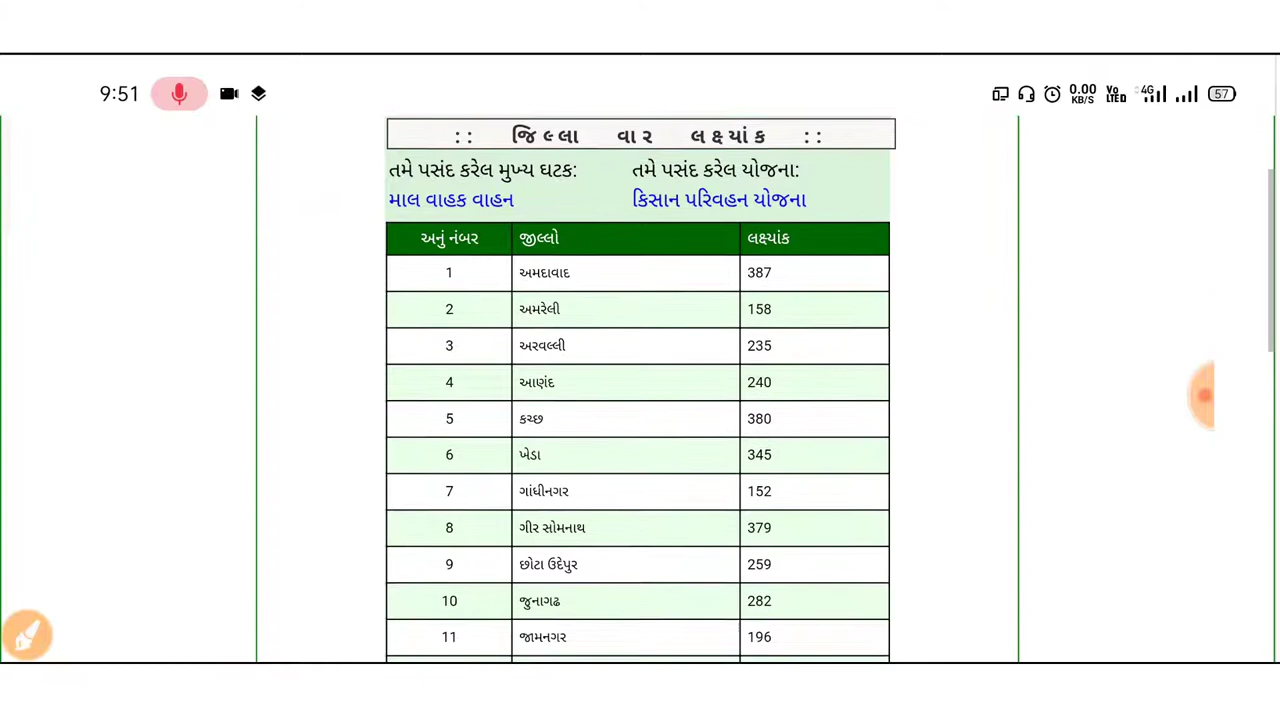 9:51 0.00 KB/S Vo LTE 4G 57
:: જિલ્લા વાર લક્ષ્યાંક ::
તમે પસંદ કરેલ મુખ્ય ઘટક: તમે પસંદ કરેલ યોજના:
માલ વાહક વાહન કિસાન પરિવહન યોજના
અનું નંબર જીલ્લો લક્ષ્યાંક
1 અમદાવાદ 387
2 અમરેલી 158
3 અરવલ્લી 235
4 આણંદ 240
5 કચ્છ 380
6 ખેડા 345
7 ગાંધીનગર 152
8 ગીર સોમનાથ 379
9 છોટા ઉદેપુર 259
10 જુનાગઢ 282
11 જામનગર 196